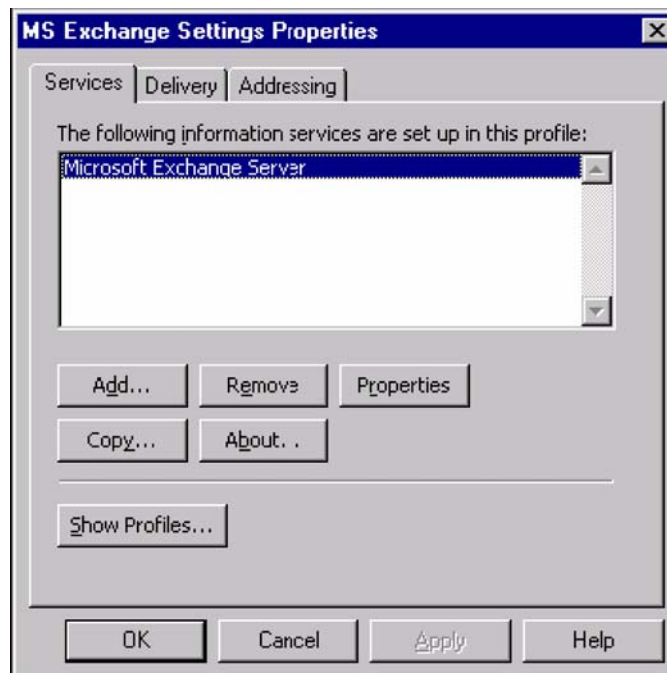 MS Exchange Settings Properties
Services Delivery Addressing
The following information services are set up in this profile:
Microsoft Exchange Server
Add... Remove Properties
Copy... About. .
Show Profiles...
OK Cancel Apply Help